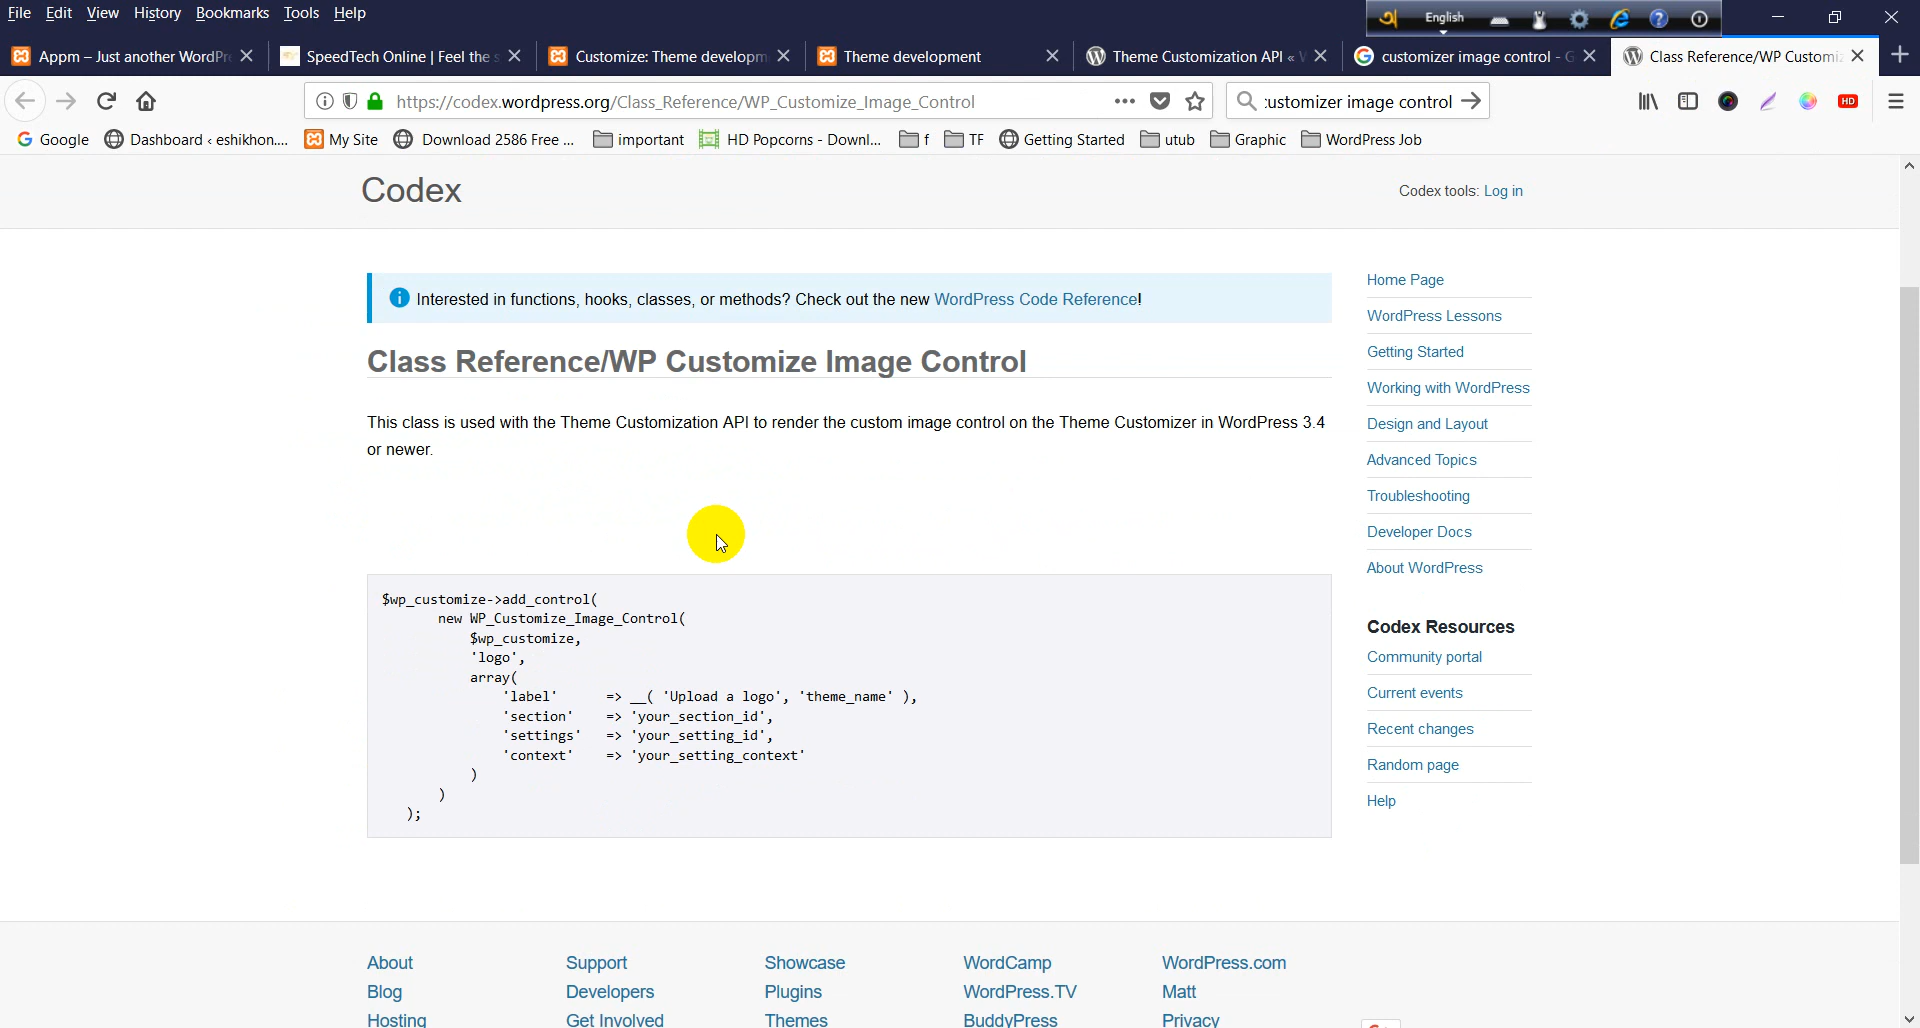 File Edit View History Bookmarks Tools Help
English
Appm – Just another WordPr
SpeedTech Online | Feel the s
Customize: Theme developm
Theme development
Theme Customization API « W
customizer image control - G
Class Reference/WP Customiz
https://codex.wordpress.org/Class_Reference/WP_Customize_Image_Control
:ustomizer image control
HD
Google
Dashboard ‹ eshikhon....
My Site
Download 2586 Free ...
important
HD Popcorns - Downl...
f
TF
Getting Started
utub
Graphic
WordPress Job
Codex
Codex tools: Log in
Interested in functions, hooks, classes, or methods? Check out the new WordPress Code Reference!
Class Reference/WP Customize Image Control
This class is used with the Theme Customization API to render the custom image control on the Theme Customizer in WordPress 3.4
or newer.
$wp_customize->add_control(
new WP_Customize_Image_Control(
$wp_customize,
'logo',
array(
'label' => __( 'Upload a logo', 'theme_name' ),
'section' => 'your_section_id',
'settings' => 'your_setting_id',
'context' => 'your_setting_context'
)
)
);
Home Page
WordPress Lessons
Getting Started
Working with WordPress
Design and Layout
Advanced Topics
Troubleshooting
Developer Docs
About WordPress
Codex Resources
Community portal
Current events
Recent changes
Random page
Help
About Support Showcase WordCamp WordPress.com
Blog Developers Plugins WordPress.TV Matt
Hosting Get Involved Themes BuddyPress Privacy